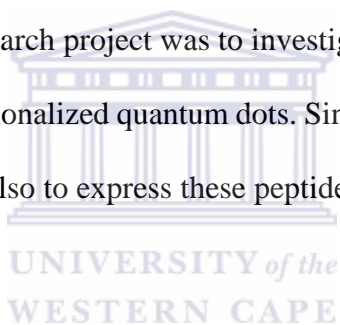 arch project was to investig
onalized quantum dots. Sin
lso to express these peptide
UNIVERSITY of the
WESTERN CAPE